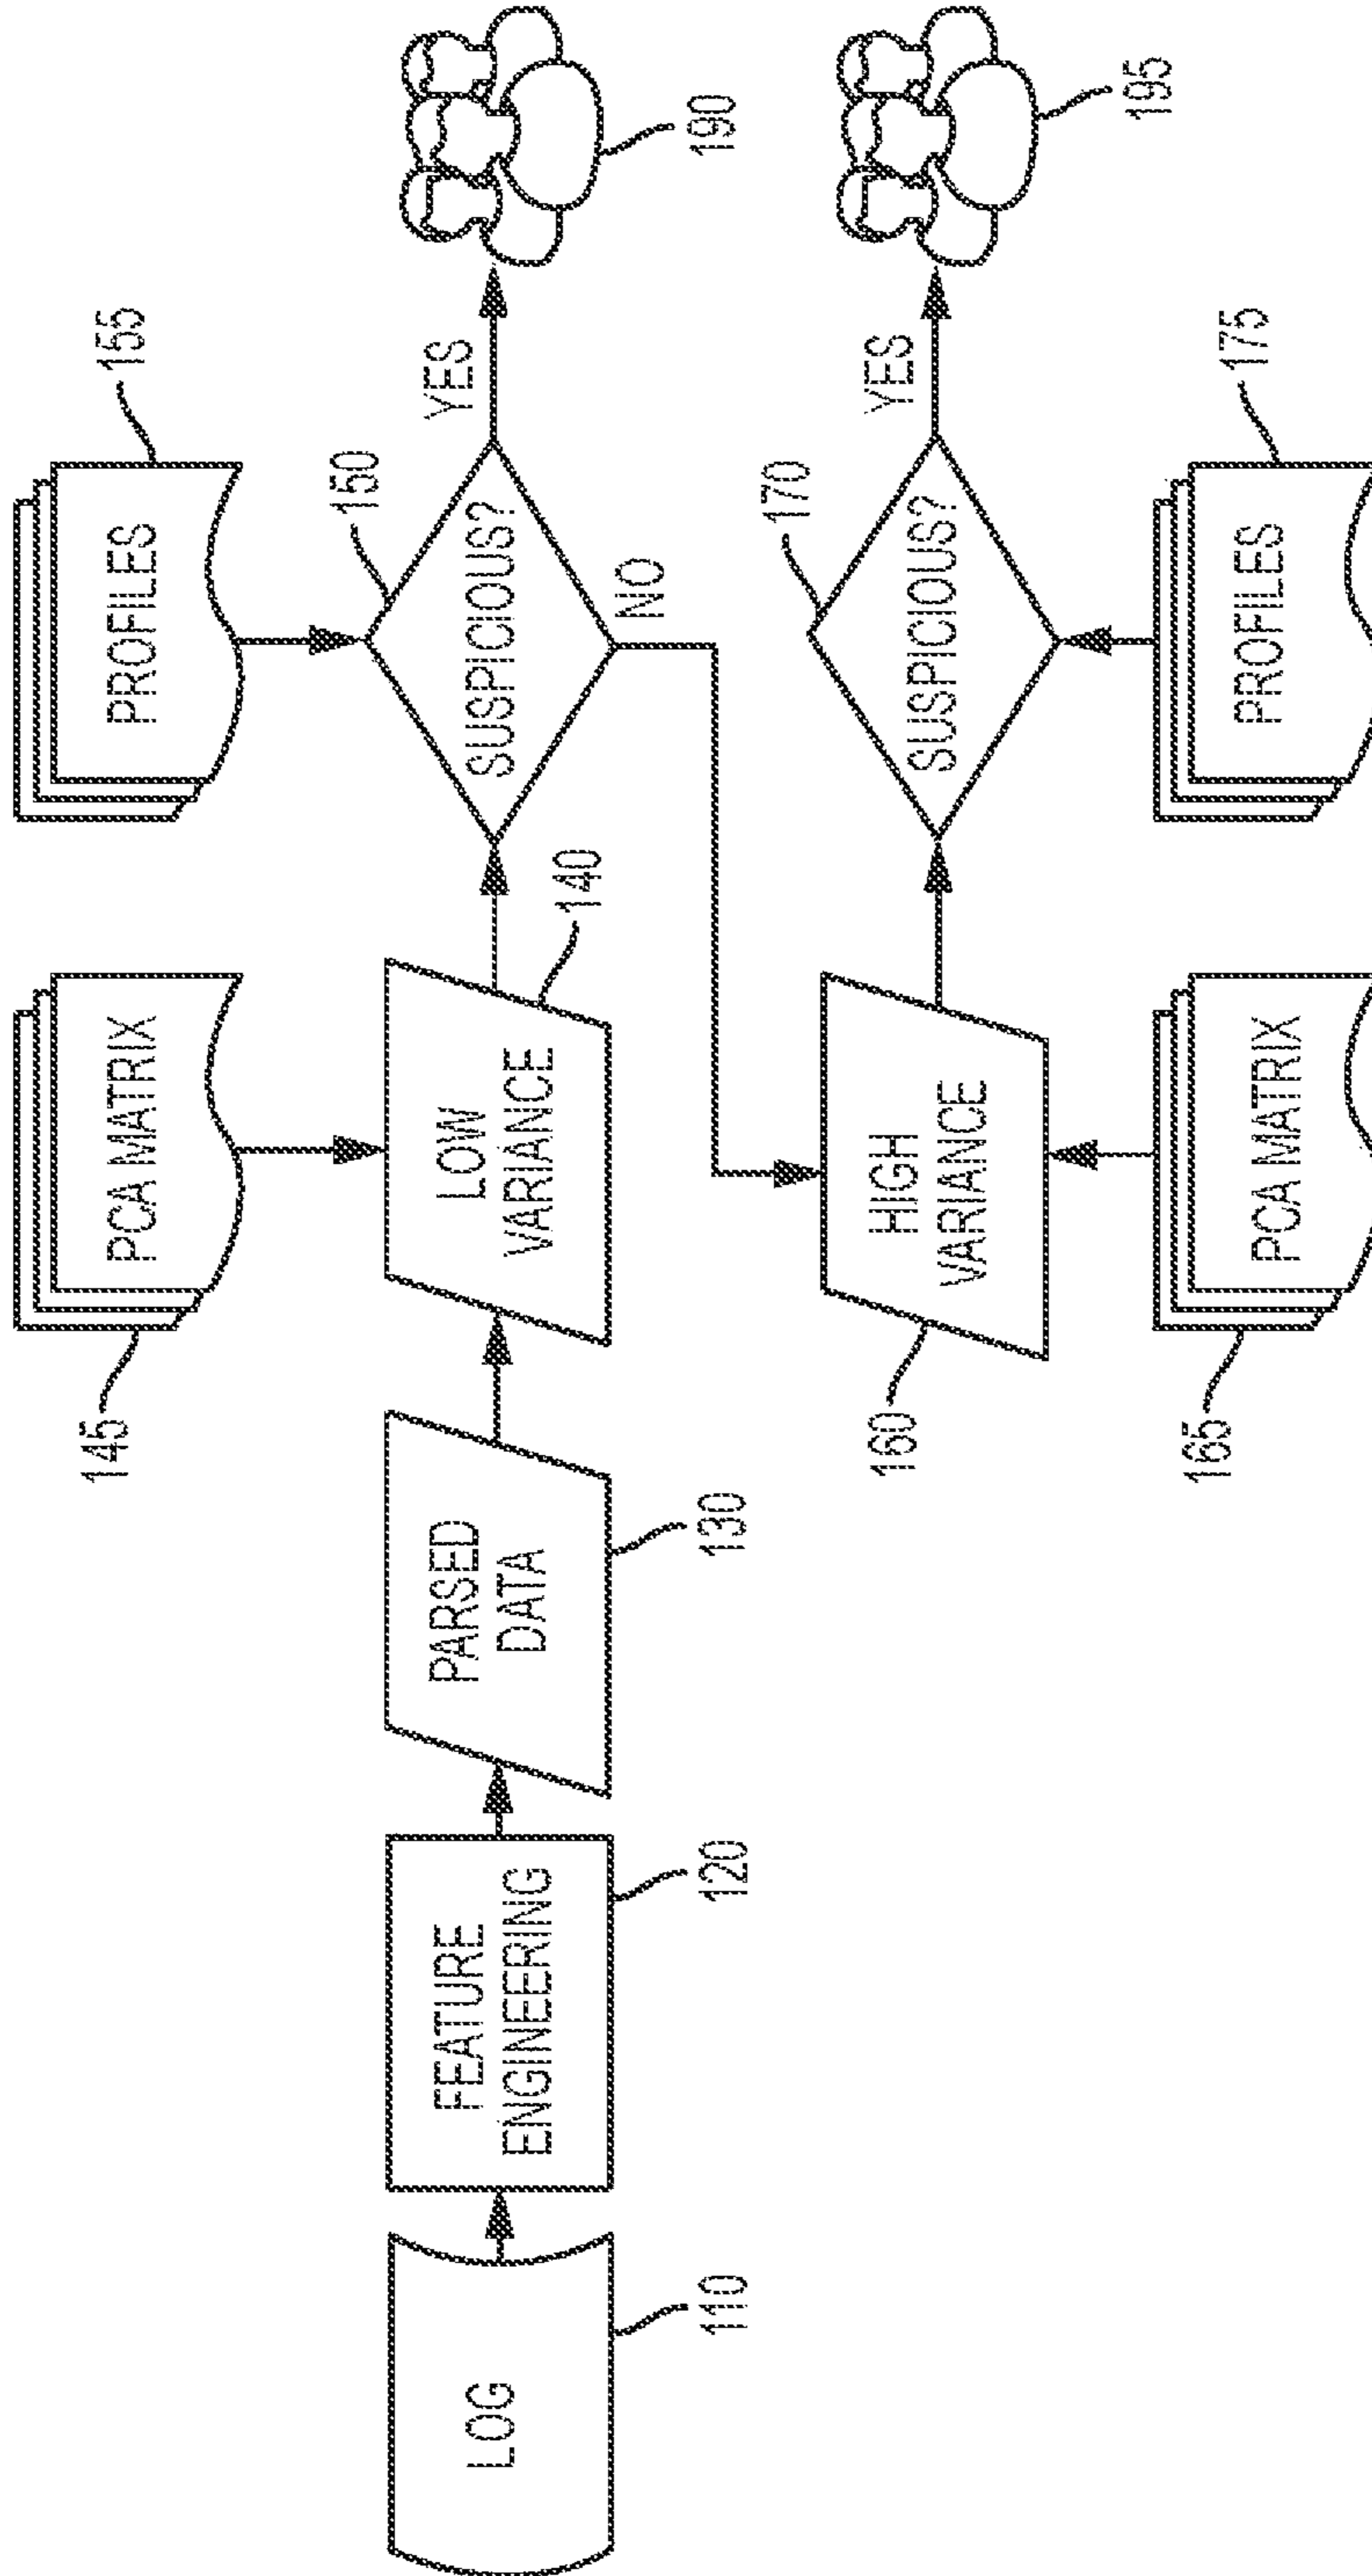 145
PCA MATRIX
PROFILES
155
LOG
110
FEATURE
ENGINEERING
120
PARSED
DATA
130
LOW
VARIANCE
140
SUSPICIOUS?
150
YES
NO
190
160
HIGH
VARIANCE
SUSPICIOUS?
170
YES
195
165
PCA MATRIX
PROFILES
175